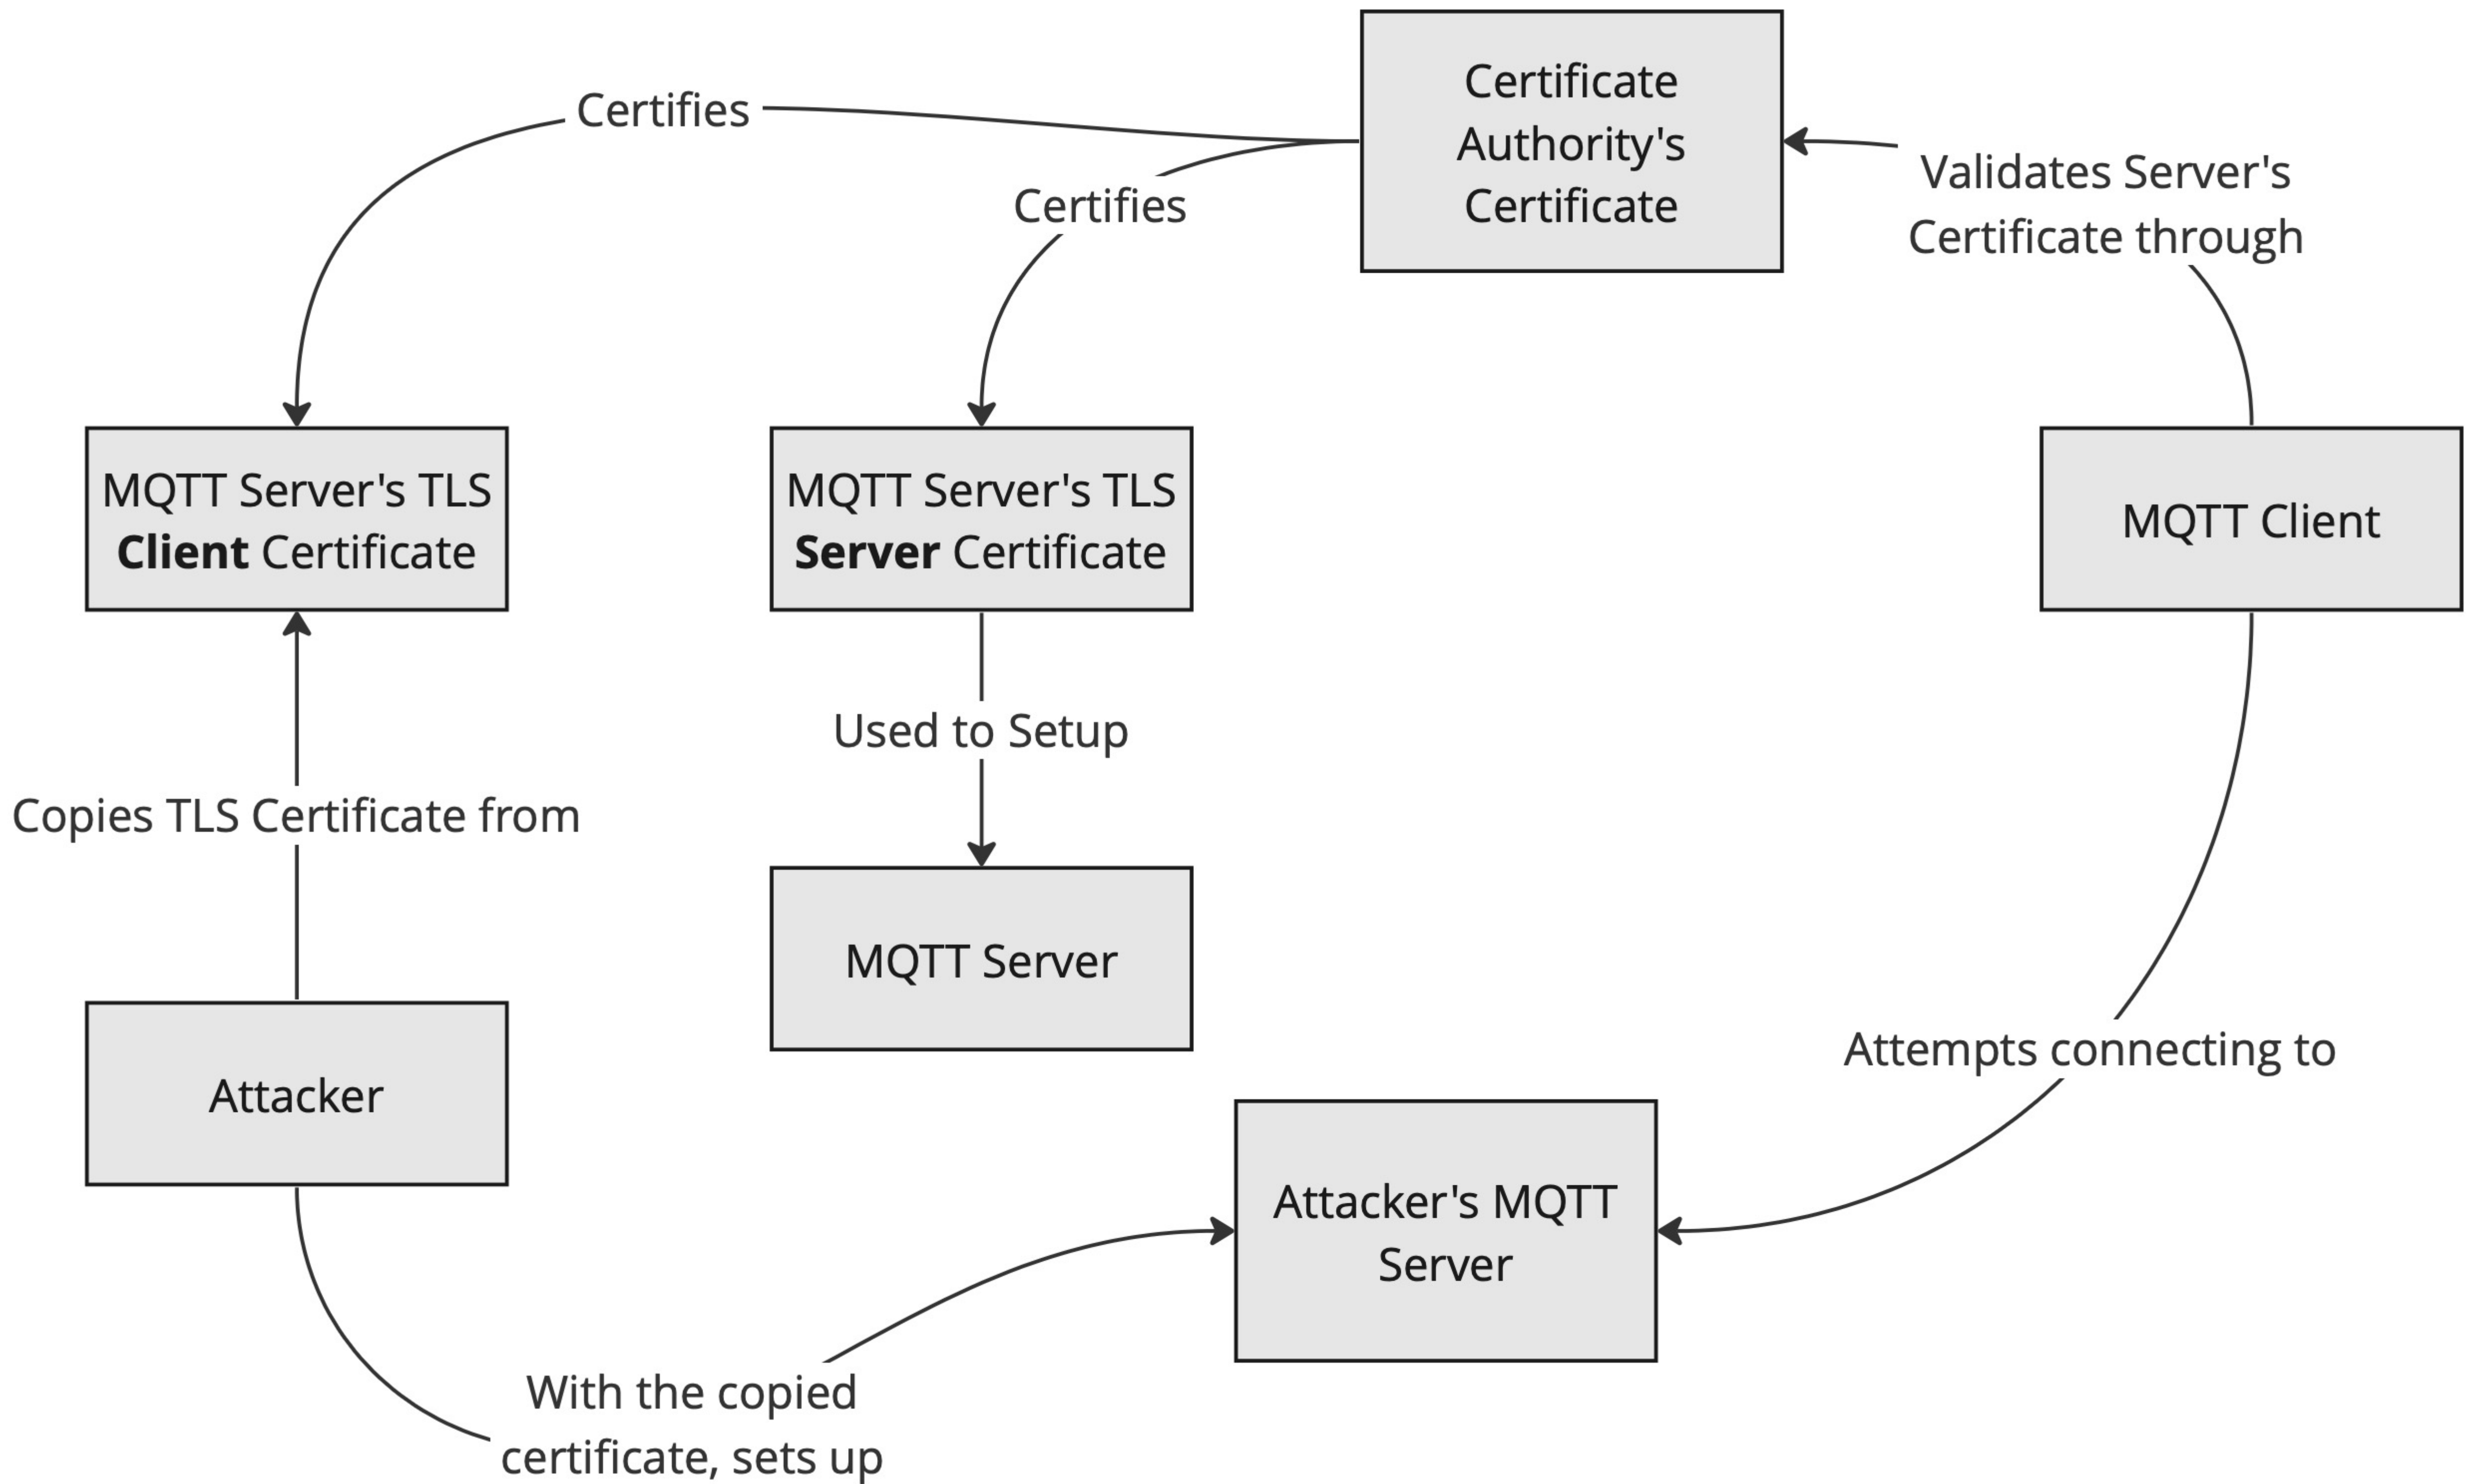 Certificate
Authority's
Certificate
Certifies
Certifies
Validates Server's
Certificate through
MQTT Server's TLS
Client Certificate
MQTT Server's TLS
Server Certificate
MQTT Client
Used to Setup
Copies TLS Certificate from
MQTT Server
Attacker
Attempts connecting to
Attacker's MQTT
Server
With the copied
certificate, sets up